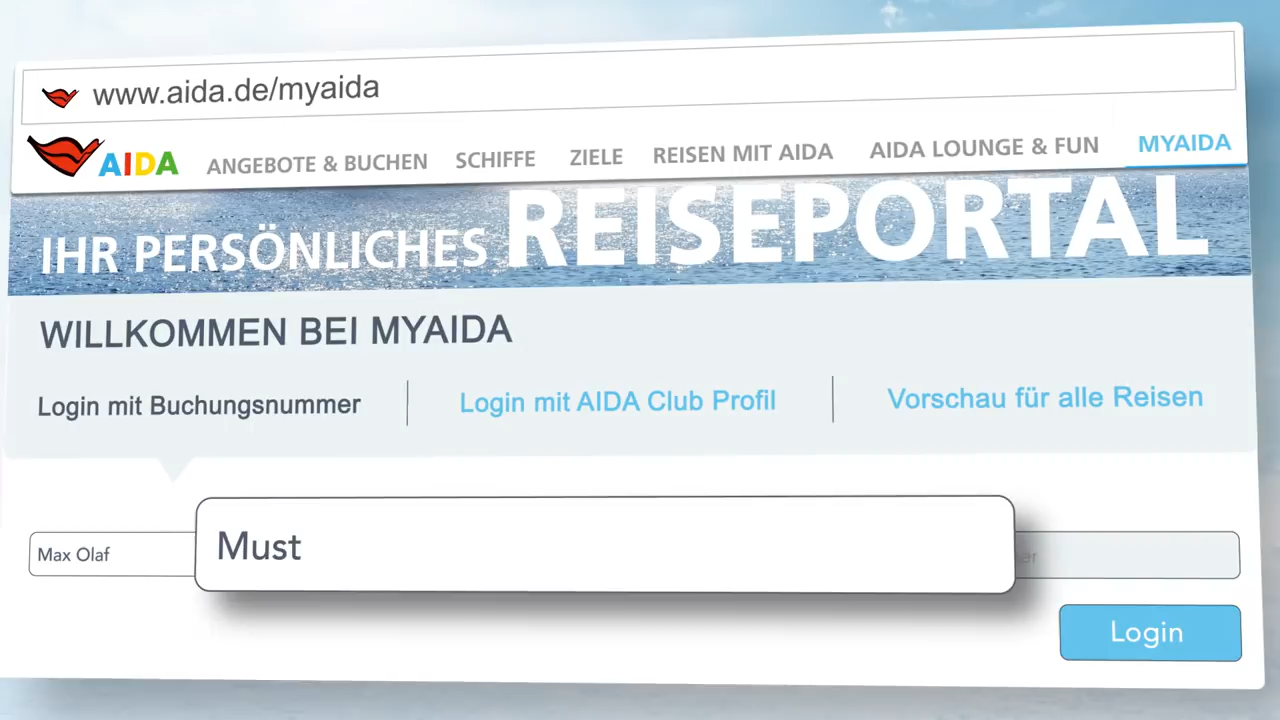 www.aida.de/myaida
AIDA ANGEBOTE & BUCHEN SCHIFFE ZIELE REISEN MIT AIDA AIDA LOUNGE & FUN MYAIDA
IHR PERSÖNLICHES REISEPORTAL
WILLKOMMEN BEI MYAIDA
Login mit Buchungsnummer Login mit AIDA Club Profil Vorschau für alle Reisen
Max Olaf Must
Login